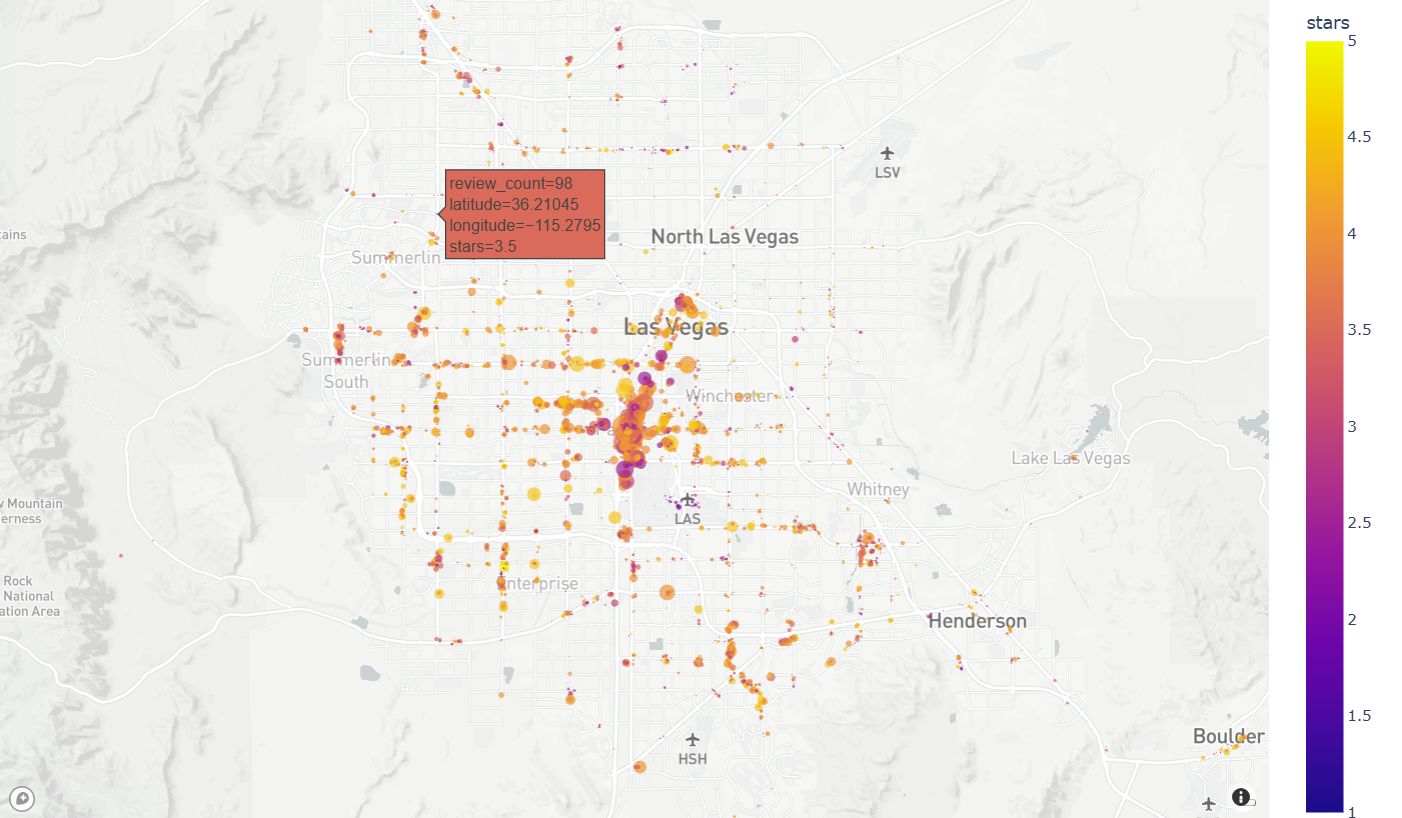 stars
5
4.5
4
3.5
3
2.5
2
1.5
1
LSV
review_count=98
latitude=36.21045
longitude=−115.2795
stars=3.5
North Las Vegas
Summerlin
tains
Las Vegas
Summerlin
South
Winchester
Lake Las Vegas
Whitney
w Mountain
erness
LAS
Rock
National
ation Area
Enterprise
Henderson
HSH
Boulder